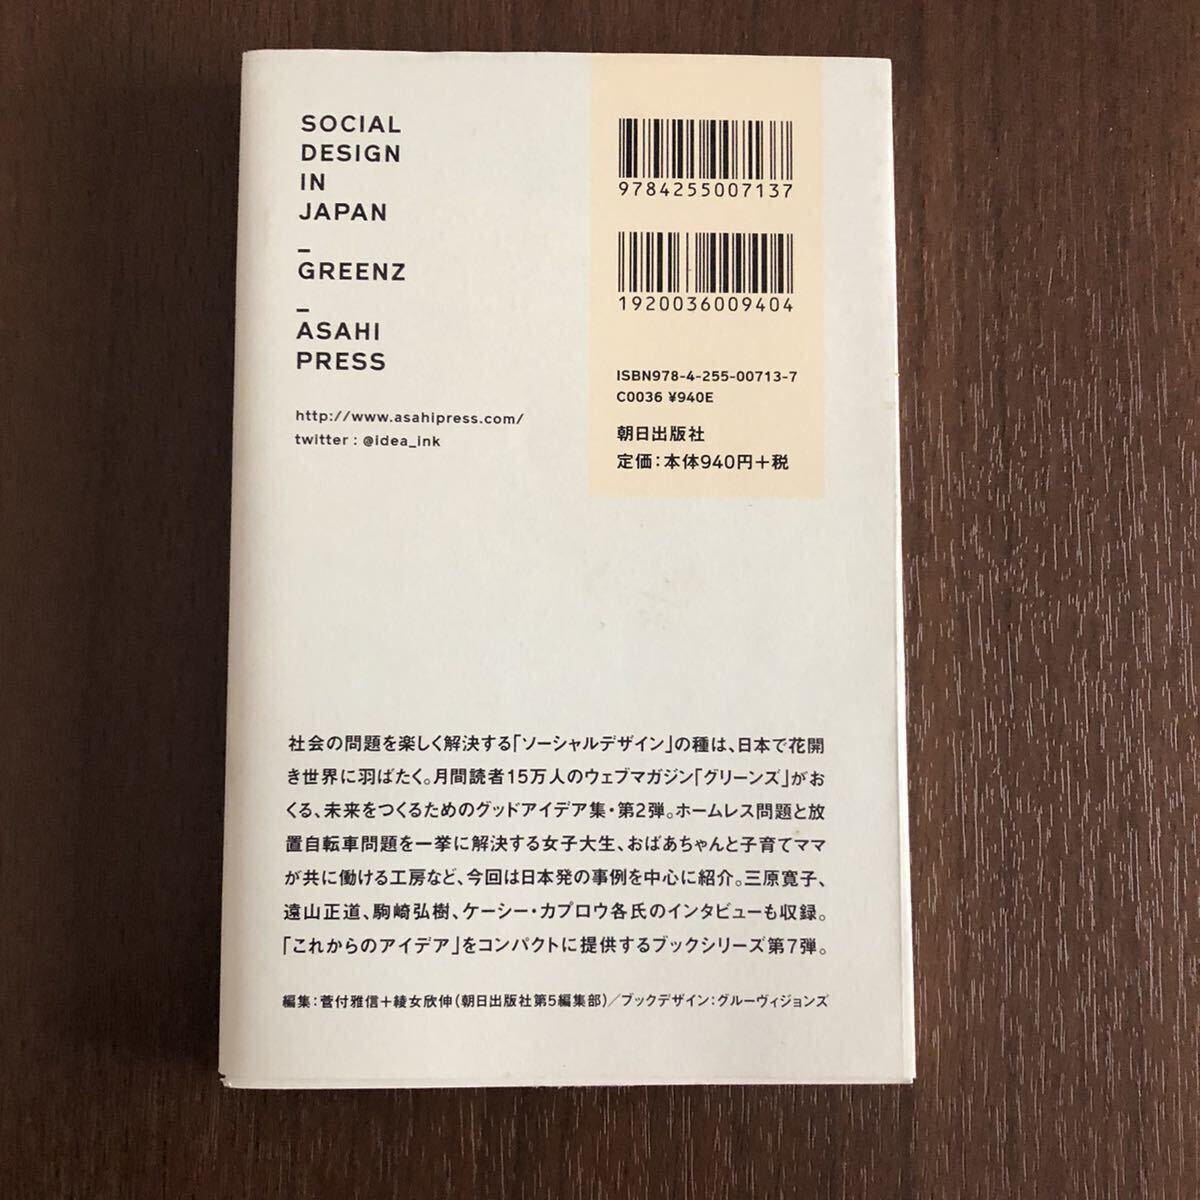 SOCIAL
DESIGN
IN
JAPAN
–
GREENZ
–
ASAHI
PRESS
http://www.asahipress.com/
twitter : @idea_ink
9784255007137
1920036009404
ISBN978-4-255-00713-7
C0036 ¥940E
朝日出版社
定価：本体940円＋税
社会の問題を楽しく解決する「ソーシャルデザイン」の種は、日本で花開
き世界に羽ばたく。月間読者15万人のウェブマガジン「グリーンズ」がお
くる、未来をつくるためのグッドアイデア集・第2弾。ホームレス問題と放
置自転車問題を一挙に解決する女子大生、おばあちゃんと子育てママ
が共に働ける工房など、今回は日本発の事例を中心に紹介。三原寛子、
遠山正道、駒崎弘樹、ケーシー・カプロウ各氏のインタビューも収録。
「これからのアイデア」をコンパクトに提供するブックシリーズ第7弾。
編集：菅付雅信＋綾女欣伸（朝日出版社第5編集部）／ブックデザイン：グルーヴィジョンズ